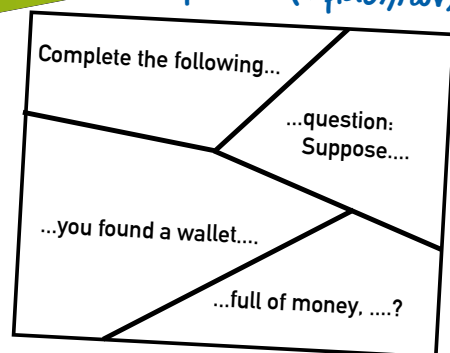 Complete the following...
...question:
Suppose....
...you found a wallet....
...full of money, ....?